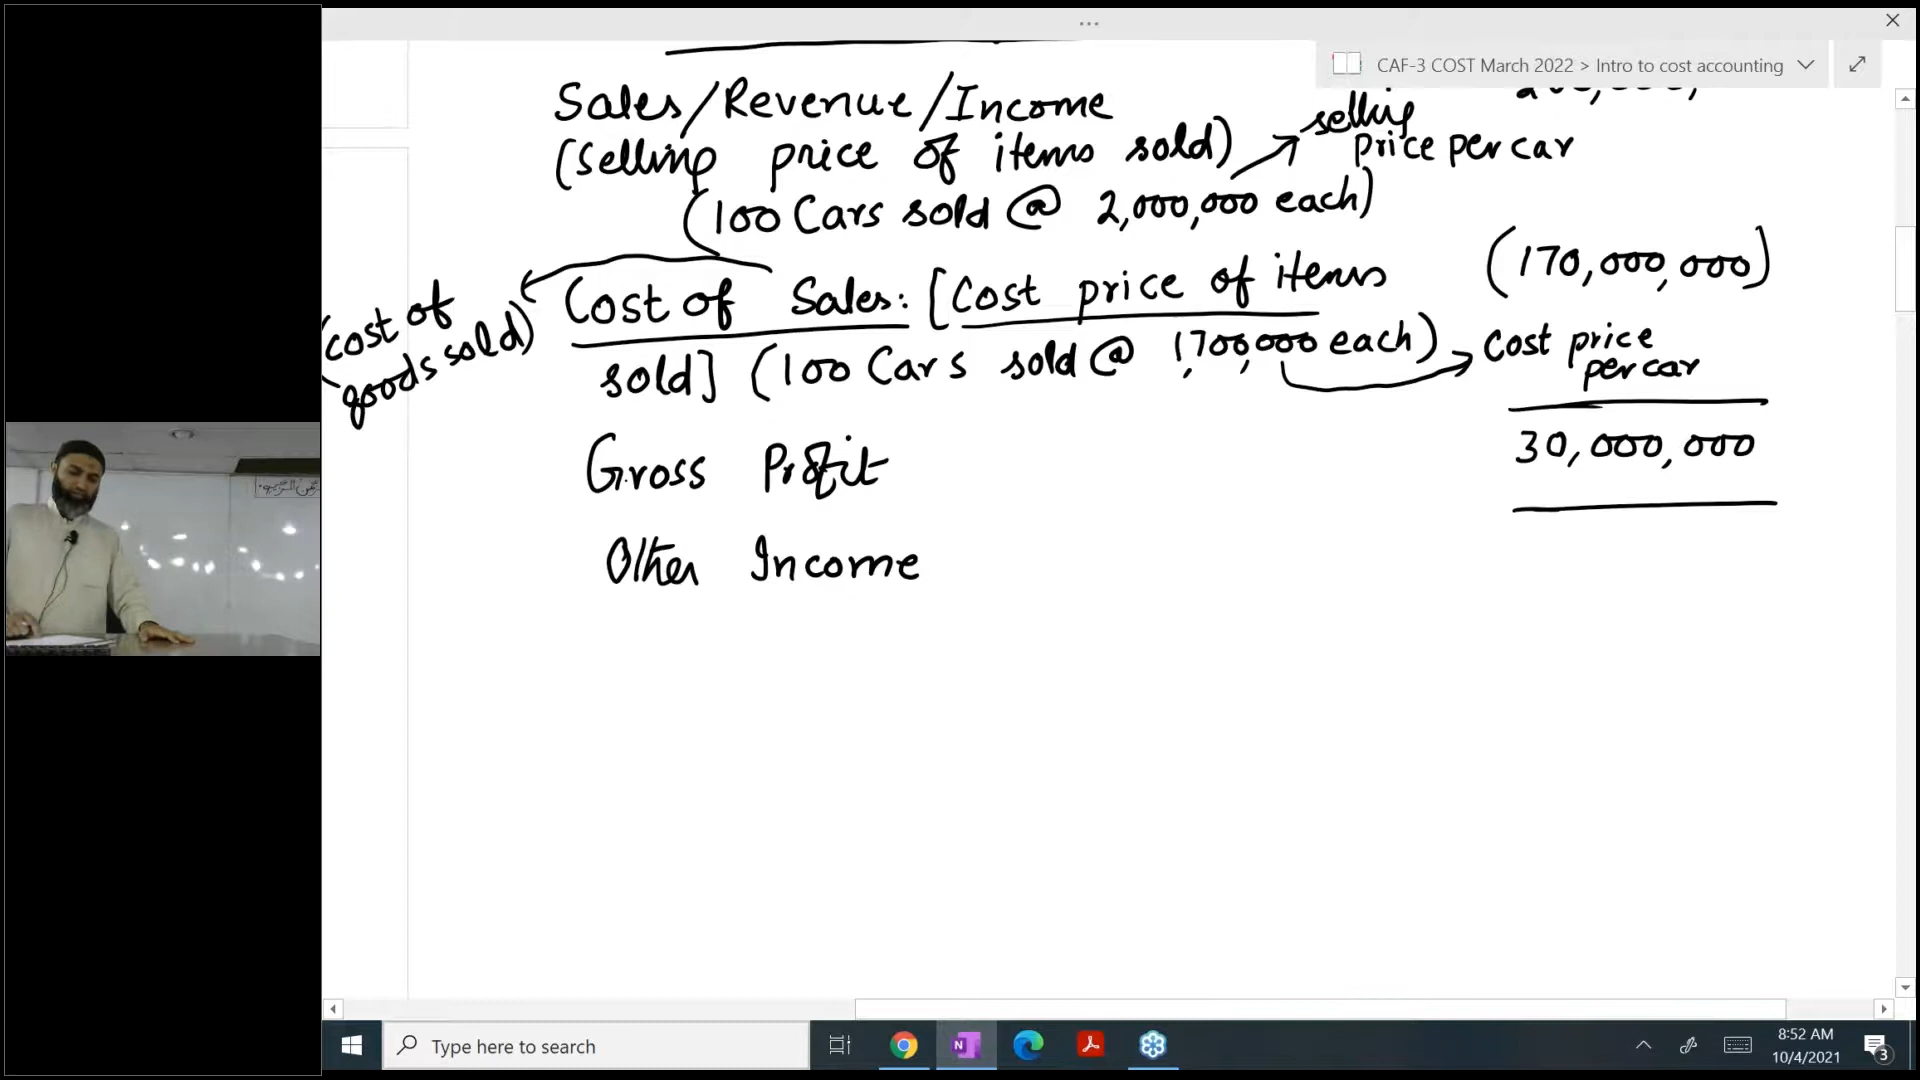 CAF-3 COST March 2022 > Intro to cost accounting
Sales/Revenue/Income
(Selling price of items sold)
selling
price per car
(100 Cars sold @ 2,000,000 each)
(170,000,000)
Cost of Sales: [Cost price of items
(cost of
goods sold)
sold] (100 Cars sold @ 1,700,000 each)
Cost price
per car
Gross Profit
30,000,000
Other Income
Type here to search
8:52 AM
10/4/2021
3